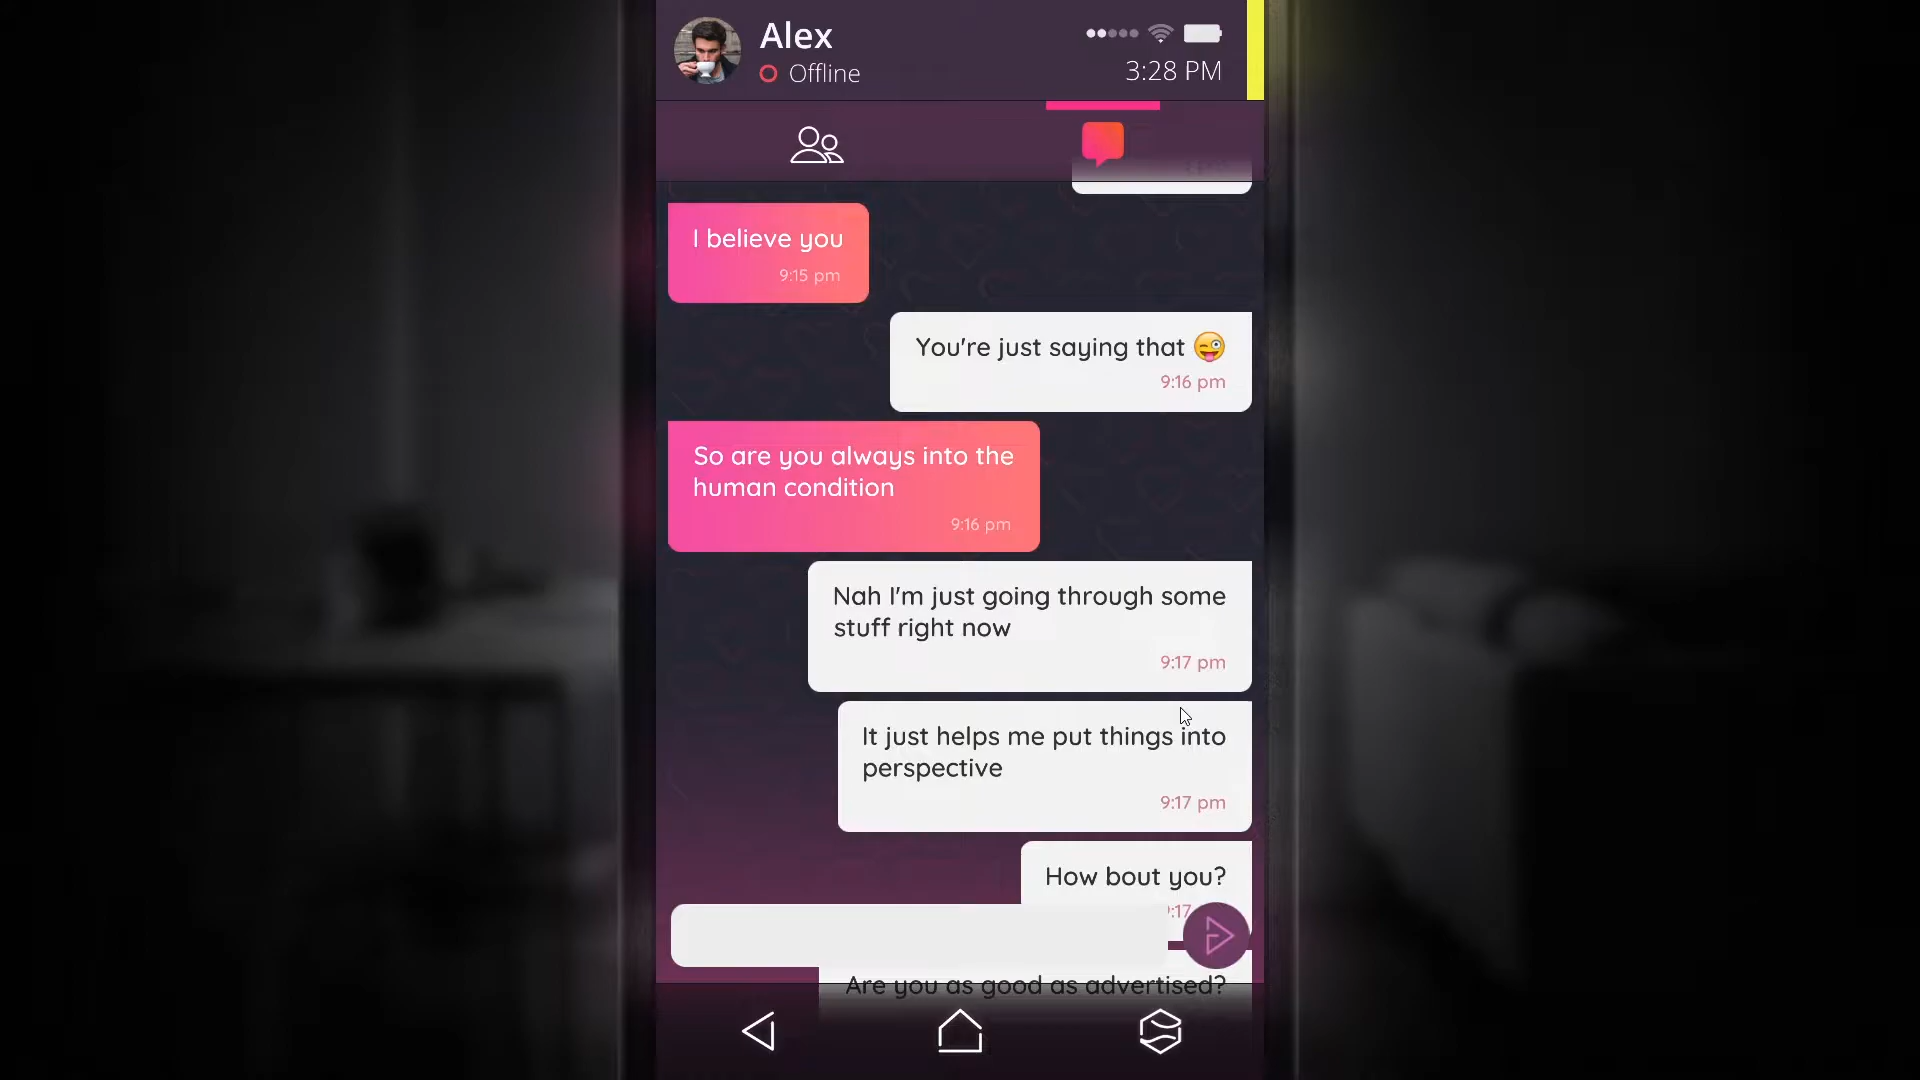 Alex
Offline
3:28 PM
I believe you
9:15 pm
You're just saying that 😜
9:16 pm
So are you always into the
human condition
9:16 pm
Nah I'm just going through some
stuff right now
9:17 pm
It just helps me put things into
perspective
9:17 pm
How bout you?
:17
Are you as good as advertised?